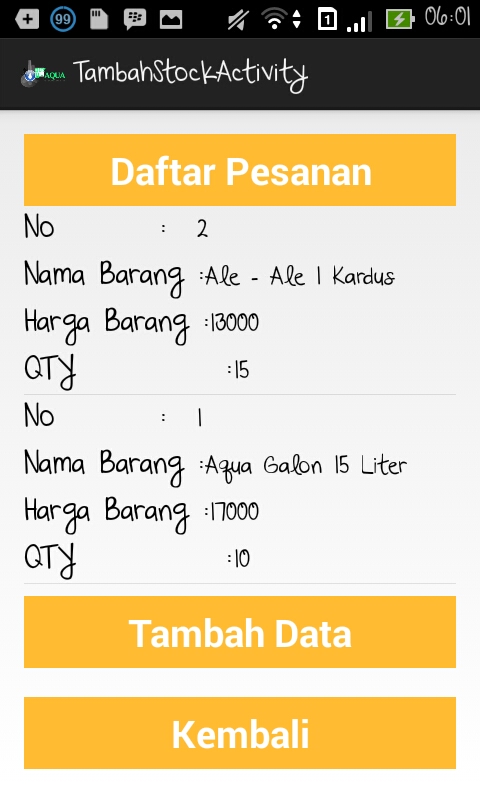 99
1
06:01
AQUA TambahStockActivity
Daftar Pesanan
No : 2
Nama Barang :Ale - Ale 1 Kardus
Harga Barang :13000
QTY :15
No : 1
Nama Barang :Aqua Galon 15 Liter
Harga Barang :17000
QTY :10
Tambah Data
Kembali